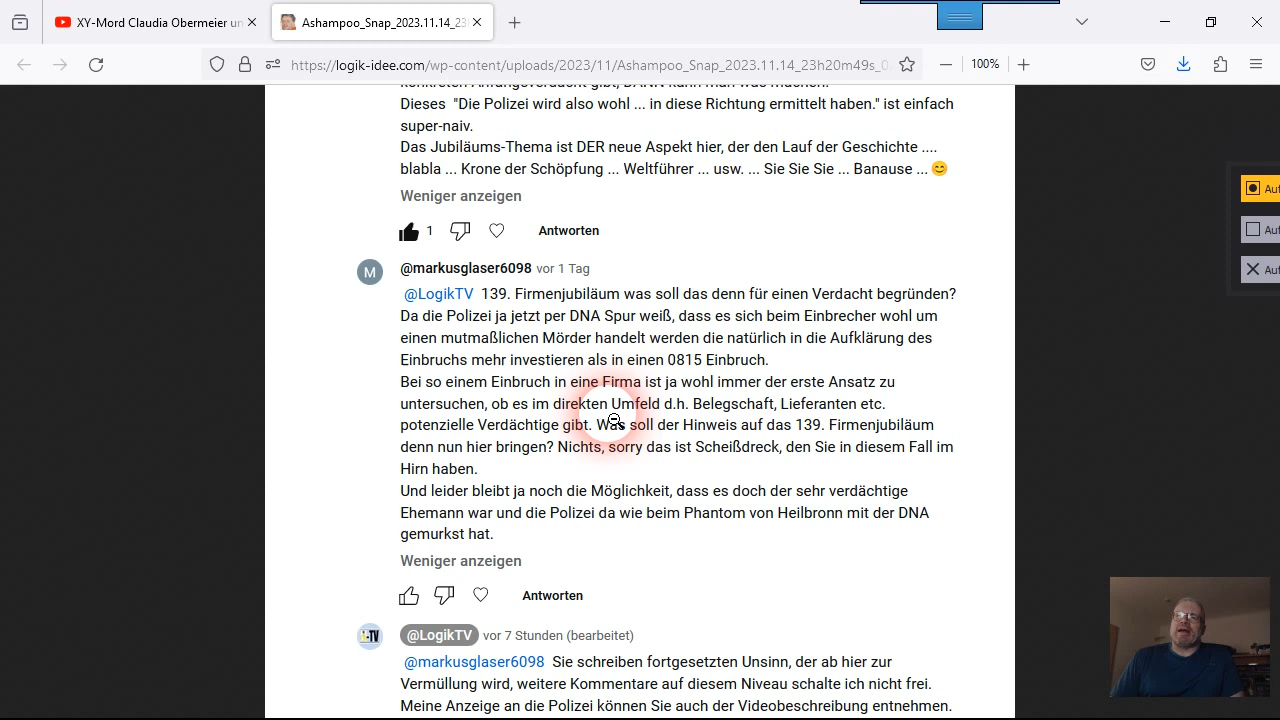 XY-Mord Claudia Obermeier un
Ashampoo_Snap_2023.11.14_23
https://logik-idee.com/wp-content/uploads/2023/11/Ashampoo_Snap_2023.11.14_23h20m49s_0
100%
Dieses "Die Polizei wird also wohl ... in diese Richtung ermittelt haben." ist einfach
super-naiv.
Das Jubiläums-Thema ist DER neue Aspekt hier, der den Lauf der Geschichte ....
blabla ... Krone der Schöpfung ... Weltführer ... usw. ... Sie Sie Sie ... Banause ... 😊
Weniger anzeigen
1 Antworten
M
@markusglaser6098 vor 1 Tag
@LogikTV 139. Firmenjubiläum was soll das denn für einen Verdacht begründen?
Da die Polizei ja jetzt per DNA Spur weiß, dass es sich beim Einbrecher wohl um
einen mutmaßlichen Mörder handelt werden die natürlich in die Aufklärung des
Einbruchs mehr investieren als in einen 0815 Einbruch.
Bei so einem Einbruch in eine Firma ist ja wohl immer der erste Ansatz zu
untersuchen, ob es im direkten Umfeld d.h. Belegschaft, Lieferanten etc.
potenzielle Verdächtige gibt. Was soll der Hinweis auf das 139. Firmenjubiläum
denn nun hier bringen? Nichts, sorry das ist Scheißdreck, den Sie in diesem Fall im
Hirn haben.
Und leider bleibt ja noch die Möglichkeit, dass es doch der sehr verdächtige
Ehemann war und die Polizei da wie beim Phantom von Heilbronn mit der DNA
gemurkst hat.
Weniger anzeigen
Antworten
L-TV
@LogikTV vor 7 Stunden (bearbeitet)
@markusglaser6098 Sie schreiben fortgesetzten Unsinn, der ab hier zur
Vermüllung wird, weitere Kommentare auf diesem Niveau schalte ich nicht frei.
Meine Anzeige an die Polizei können Sie auch der Videobeschreibung entnehmen.
Auf
Auf
Auf